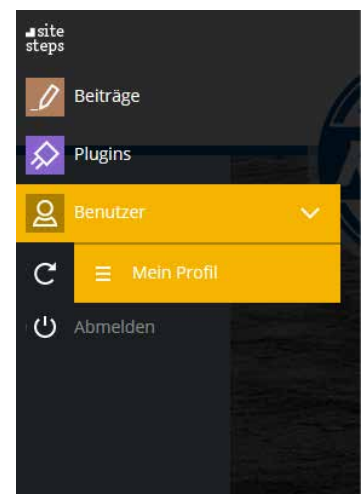 site
steps
Beiträge
Plugins
Benutzer
Mein Profil
Abmelden